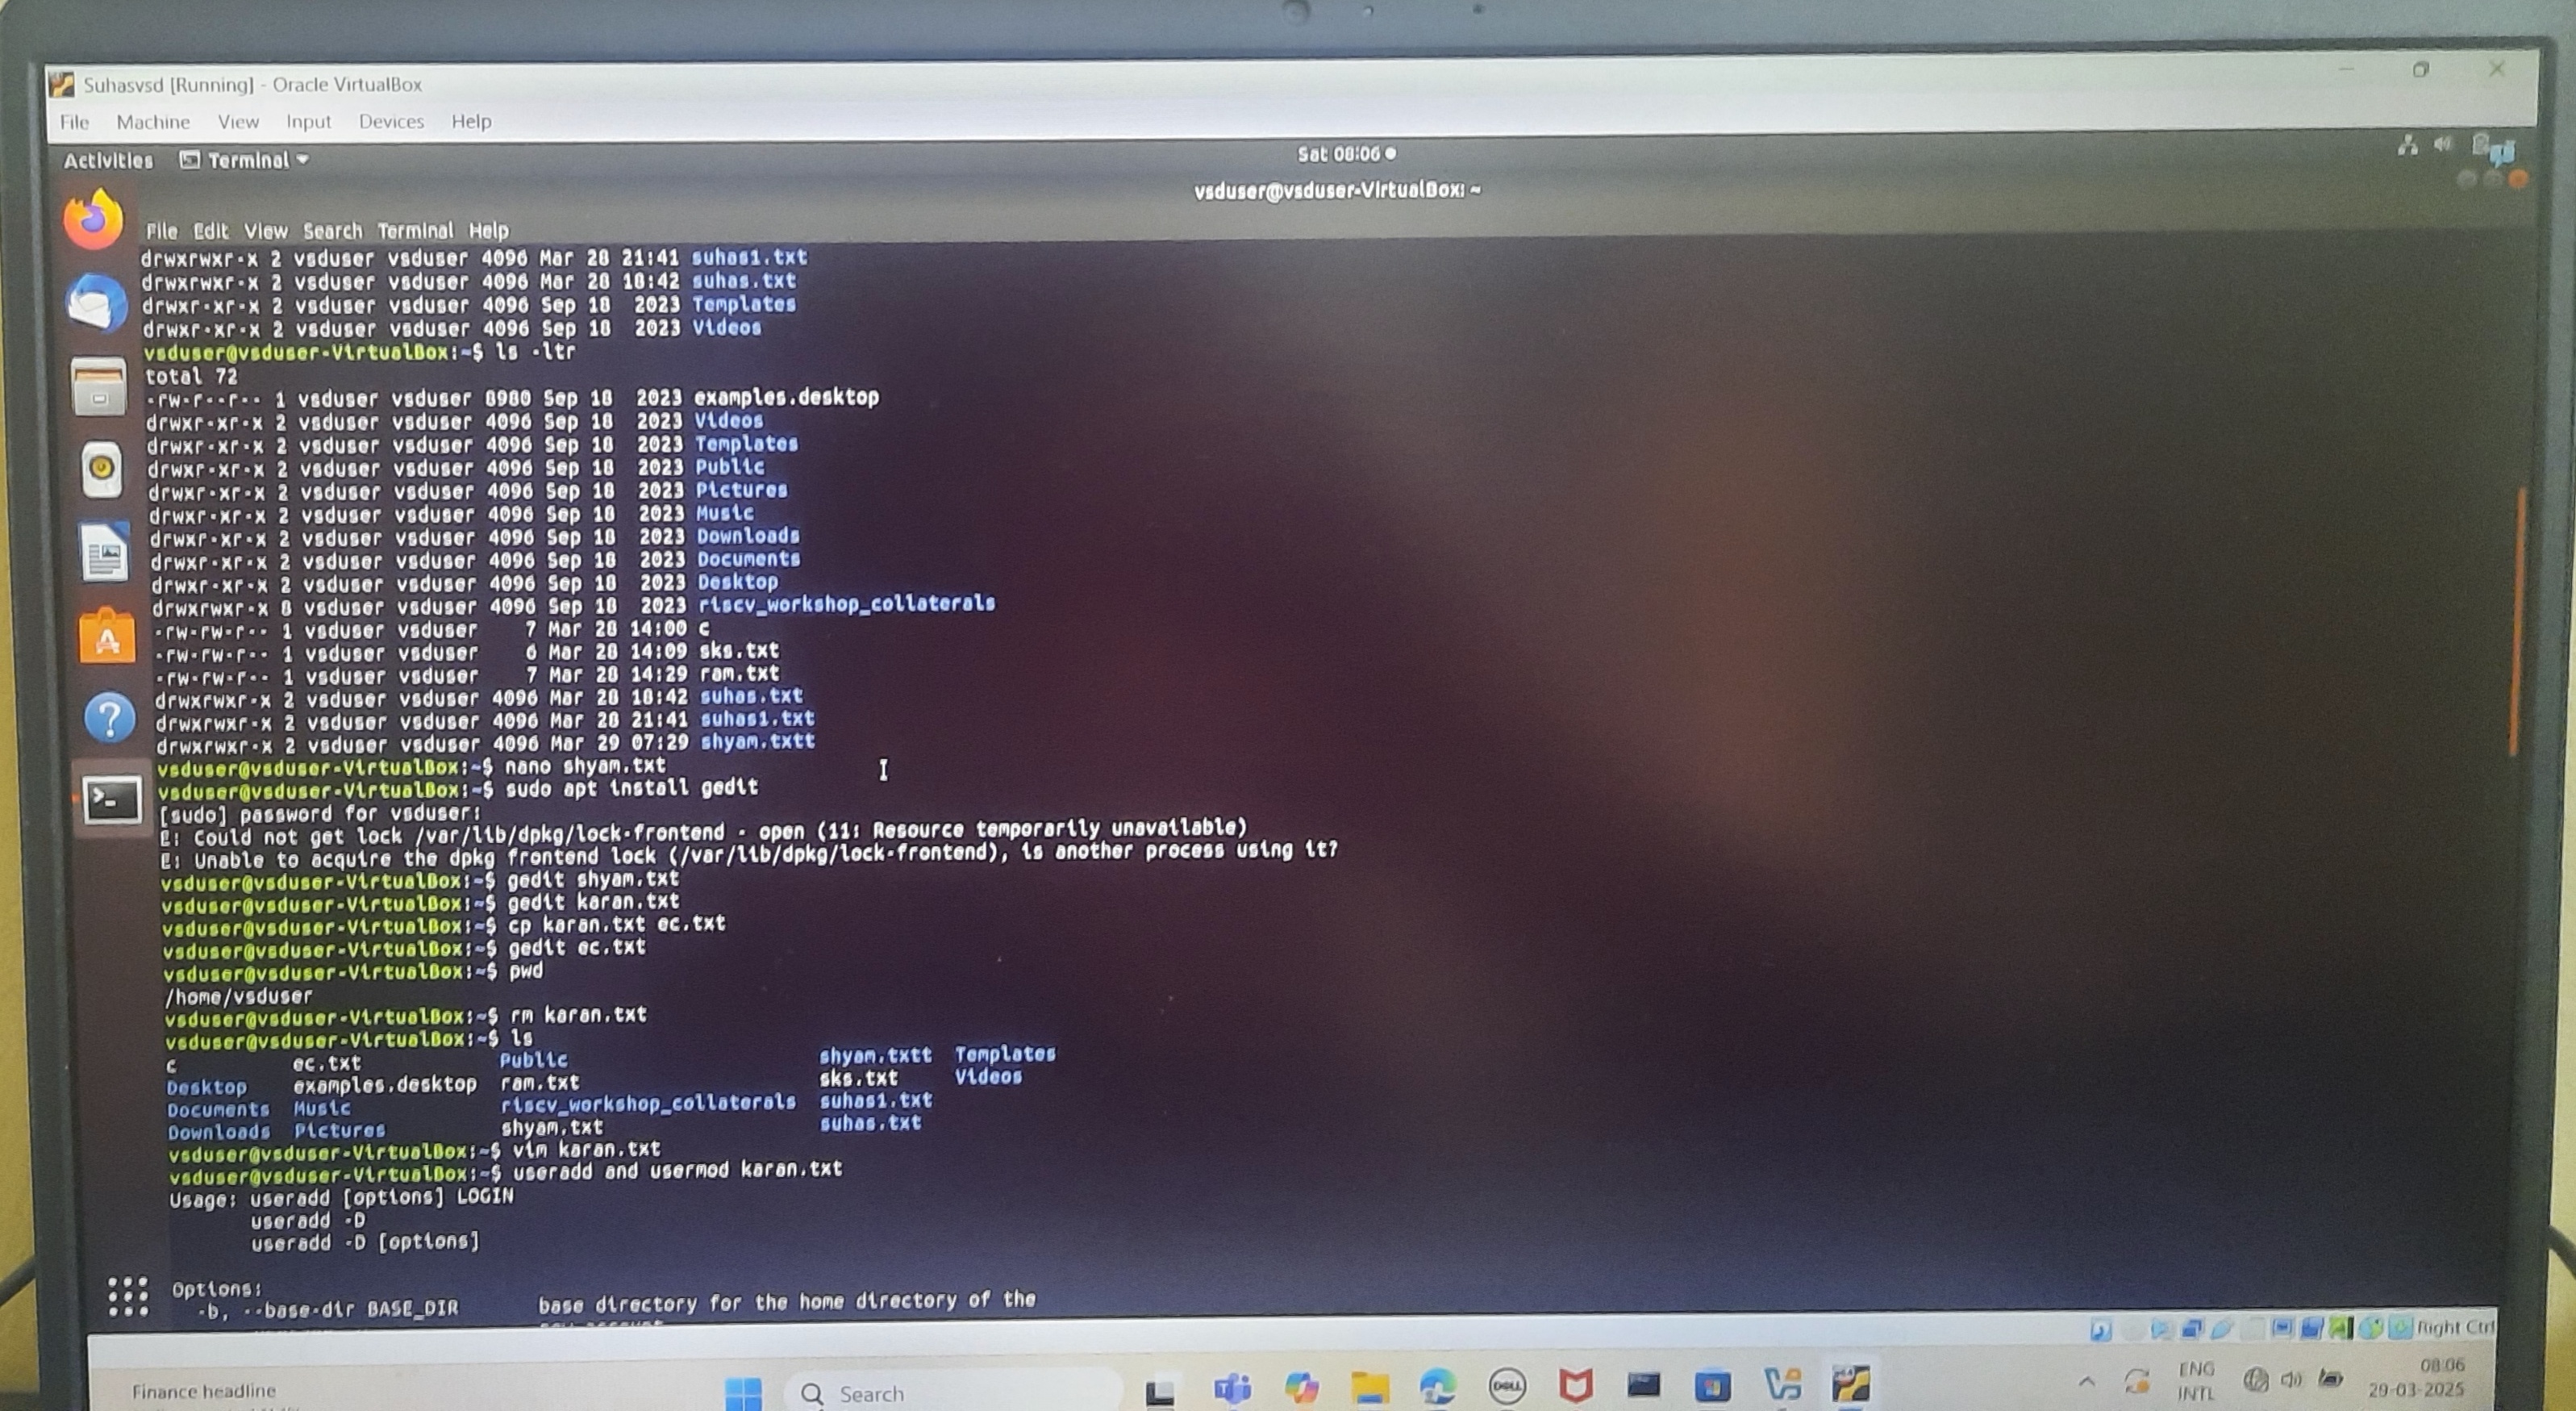 Suhasvsd [Running] - Oracle VirtualBox
File Machine View Input Devices Help
Activities Terminal Sat 08:06
vsduser@vsduser-VirtualBox: ~
File Edit View Search Terminal Help
drwxrwxr-x 2 vsduser vsduser 4096 Mar 28 21:41 suhas1.txt
drwxrwxr-x 2 vsduser vsduser 4096 Mar 28 18:42 suhas.txt
drwxr-xr-x 2 vsduser vsduser 4096 Sep 18 2023 Templates
drwxr-xr-x 2 vsduser vsduser 4096 Sep 18 2023 Videos
vsduser@vsduser-VirtualBox:~$ ls -ltr
total 72
-rw-r--r-- 1 vsduser vsduser 8980 Sep 18 2023 examples.desktop
drwxr-xr-x 2 vsduser vsduser 4096 Sep 18 2023 Videos
drwxr-xr-x 2 vsduser vsduser 4096 Sep 18 2023 Templates
drwxr-xr-x 2 vsduser vsduser 4096 Sep 18 2023 Public
drwxr-xr-x 2 vsduser vsduser 4096 Sep 18 2023 Pictures
drwxr-xr-x 2 vsduser vsduser 4096 Sep 18 2023 Music
drwxr-xr-x 2 vsduser vsduser 4096 Sep 18 2023 Downloads
drwxr-xr-x 2 vsduser vsduser 4096 Sep 18 2023 Documents
drwxr-xr-x 2 vsduser vsduser 4096 Sep 18 2023 Desktop
drwxrwxr-x 8 vsduser vsduser 4096 Sep 18 2023 riscv_workshop_collaterals
-rw-rw-r-- 1 vsduser vsduser 7 Mar 28 14:00 c
-rw-rw-r-- 1 vsduser vsduser 6 Mar 28 14:09 sks.txt
-rw-rw-r-- 1 vsduser vsduser 7 Mar 28 14:29 ram.txt
drwxrwxr-x 2 vsduser vsduser 4096 Mar 28 18:42 suhas.txt
drwxrwxr-x 2 vsduser vsduser 4096 Mar 28 21:41 suhas1.txt
drwxrwxr-x 2 vsduser vsduser 4096 Mar 29 07:29 shyam.txtt
vsduser@vsduser-VirtualBox:~$ nano shyam.txt
vsduser@vsduser-VirtualBox:~$ sudo apt install gedit
[sudo] password for vsduser:
E: Could not get lock /var/lib/dpkg/lock-frontend - open (11: Resource temporarily unavailable)
E: Unable to acquire the dpkg frontend lock (/var/lib/dpkg/lock-frontend), is another process using it?
vsduser@vsduser-VirtualBox:~$ gedit shyam.txt
vsduser@vsduser-VirtualBox:~$ gedit karan.txt
vsduser@vsduser-VirtualBox:~$ cp karan.txt ec.txt
vsduser@vsduser-VirtualBox:~$ gedit ec.txt
vsduser@vsduser-VirtualBox:~$ pwd
/home/vsduser
vsduser@vsduser-VirtualBox:~$ rm karan.txt
vsduser@vsduser-VirtualBox:~$ ls
c ec.txt Public shyam.txtt Templates
Desktop examples.desktop ram.txt sks.txt Videos
Documents Music riscv_workshop_collaterals suhas1.txt
Downloads Pictures shyam.txt suhas.txt
vsduser@vsduser-VirtualBox:~$ vim karan.txt
vsduser@vsduser-VirtualBox:~$ useradd and usermod karan.txt
Usage: useradd [options] LOGIN
useradd -D
useradd -D [options]
Options:
-b, --base-dir BASE_DIR base directory for the home directory of the
Right Ctrl
Finance headline
Search
ENG
INTL
08:06
29-03-2025
DELL